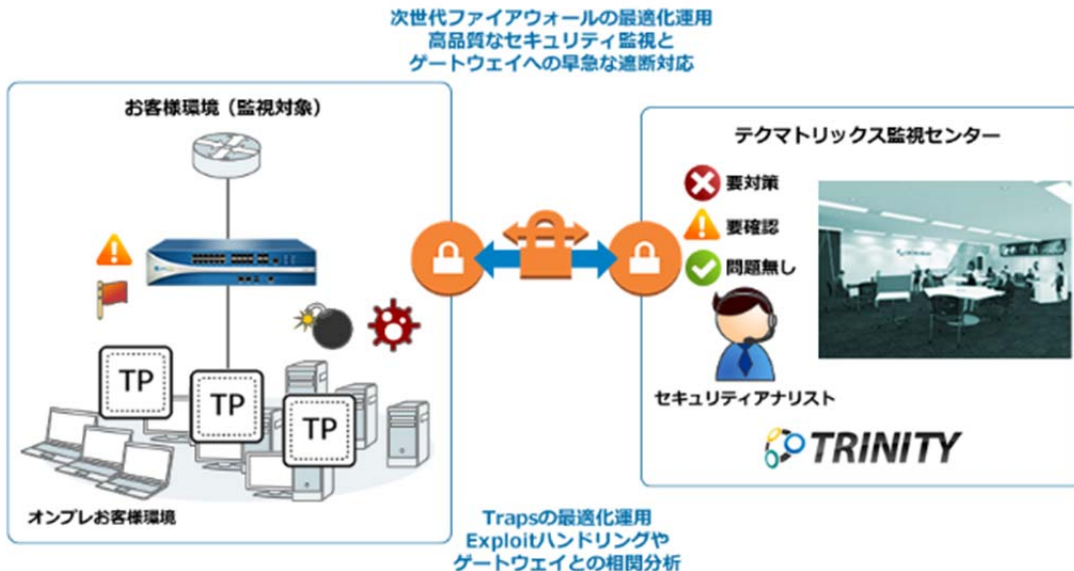 次世代ファイアウォールの最適化運用
高品質なセキュリティ監視と
ゲートウェイへの早急な遮断対応
お客様環境（監視対象）
TP
TP
TP
オンプレお客様環境
テクマトリックス監視センター
要対策
要確認
問題無し
セキュリティアナリスト
TRINITY
Trapsの最適化運用
Exploitハンドリングや
ゲートウェイとの相関分析